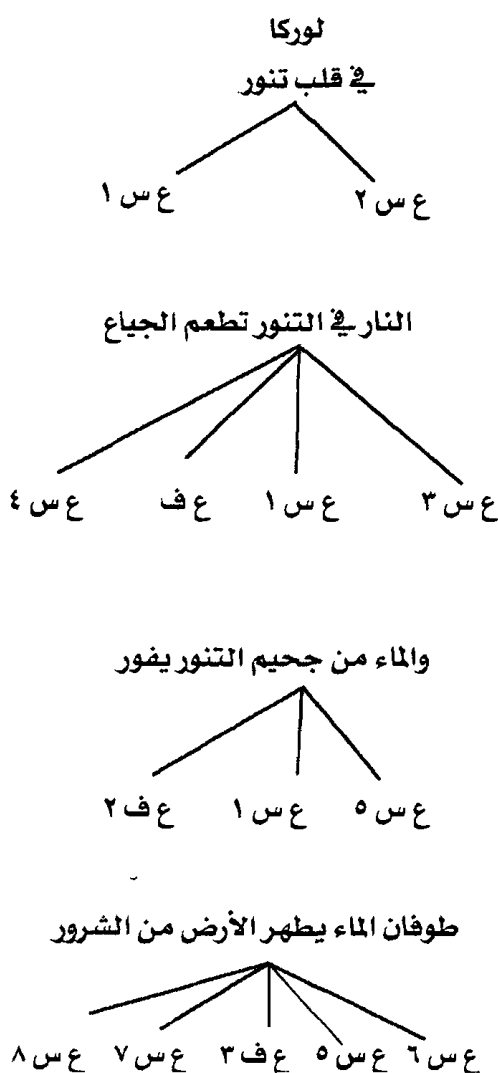 لوركا
في قلب تنور
ع س ٢ ع س ١
النار في التنور تطعم الجياع
ع س ٣ ع س ١ ع ف ع س ٤
والماء من جحيم التنور يفور
ع س ٥ ع س ١ ع ف ٢
طوفان الماء يطهر الأرض من الشرور
ع س ٦ ع س ٥ ع ف ٣ ع س ٧ ع س ٨